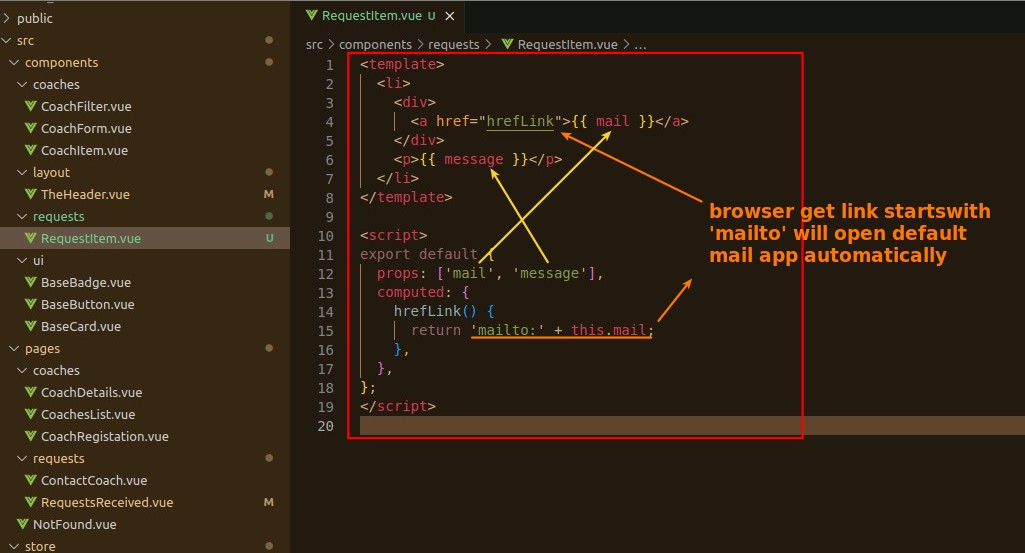 public
src
components
coaches
CoachFilter.vue
CoachForm.vue
CoachItem.vue
layout
TheHeader.vue M
requests
RequestItem.vue U
ui
BaseBadge.vue
BaseButton.vue
BaseCard.vue
pages
coaches
CoachDetails.vue
CoachesList.vue
CoachRegistation.vue
requests
ContactCoach.vue
RequestsReceived.vue M
NotFound.vue
store
RequestItem.vue U ×
src > components > requests > RequestItem.vue > ...
1 <template>
2 <li>
3 <div>
4 <a href="hrefLink">{{ mail }}</a>
5 </div>
6 <p>{{ message }}</p>
7 </li>
8 </template>
9
10 <script>
11 export default {
12 props: ['mail', 'message'],
13 computed: {
14 hrefLink() {
15 return 'mailto:' + this.mail;
16 },
17 },
18 };
19 </script>
20
browser get link startswith
'mailto' will open default
mail app automatically